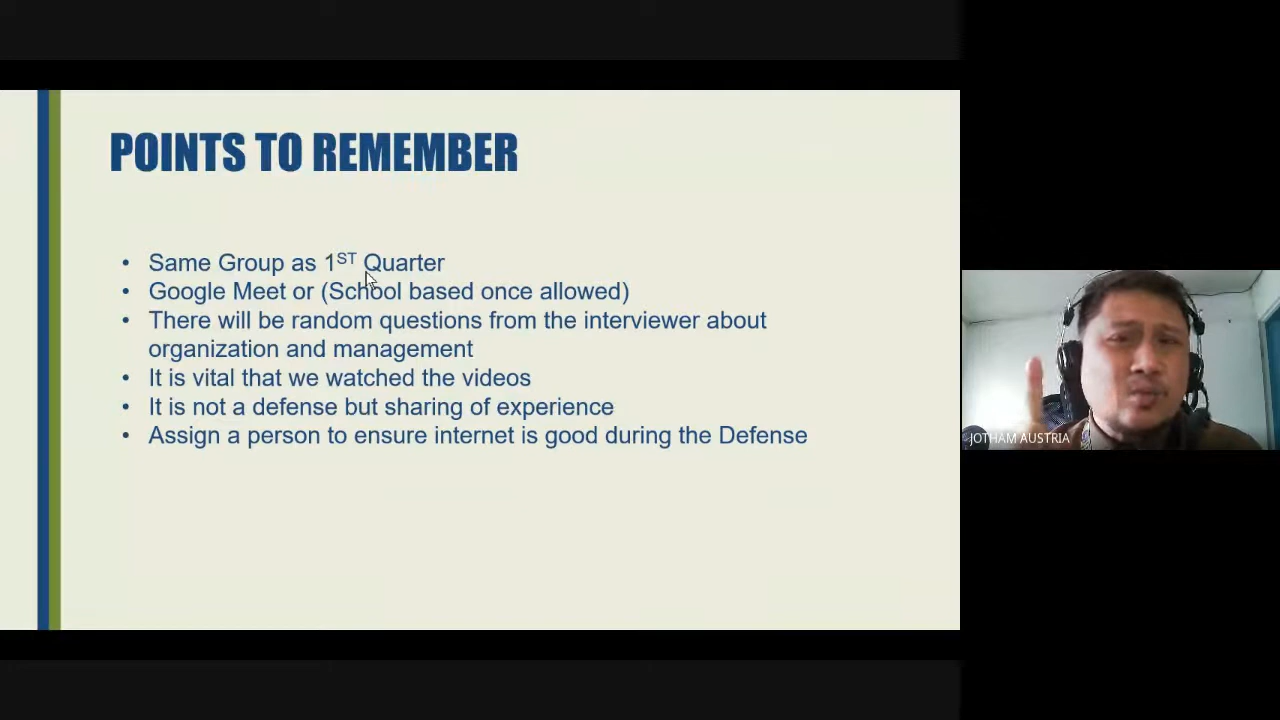 POINTS TO REMEMBER
• Same Group as 1ST Quarter
• Google Meet or (School based once allowed)
• There will be random questions from the interviewer about
organization and management
• It is vital that we watched the videos
• It is not a defense but sharing of experience
• Assign a person to ensure internet is good during the Defense
JOTHAM AUSTRIA